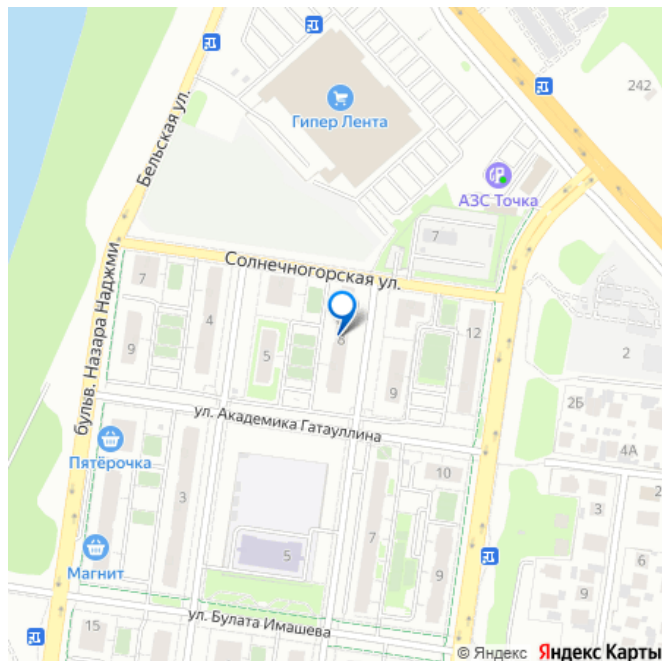 242
Гипер Лента
Бельская ул.
АЗС Точка
7
Солнечногорская ул.
бульв. Назара Наджми
7
4
12
8
9
5
9
2
2Б
ул. Академика Гатауллина
4А
Пятёрочка
10
2
3
3
7
5
6
Магнит
9
9
ул. Булата Имашева
15
© Яндекс Яндекс Карты